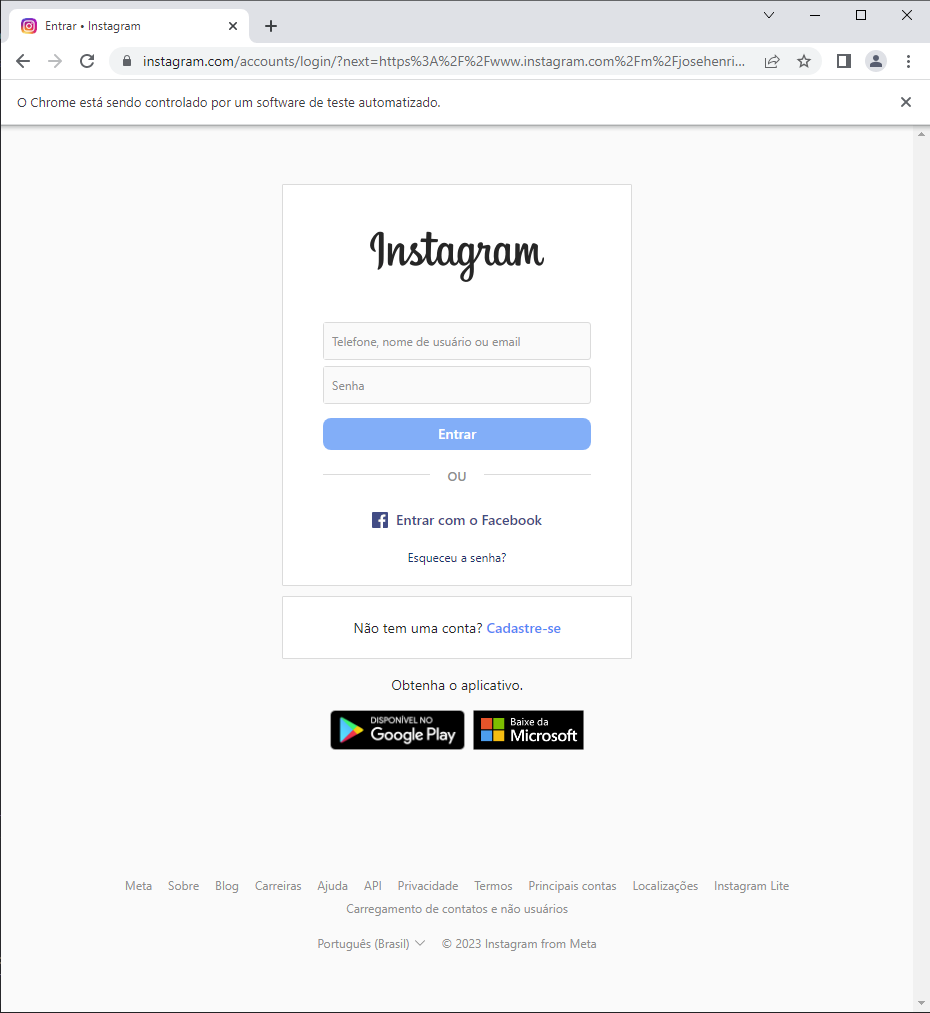 Entrar • Instagram
instagram.com/accounts/login/?next=https%3A%2F%2Fwww.instagram.com%2Fm%2Fjosehenri...
O Chrome está sendo controlado por um software de teste automatizado.
Instagram
Telefone, nome de usuário ou email
Senha
Entrar
OU
Entrar com o Facebook
Esqueceu a senha?
Não tem uma conta? Cadastre-se
Obtenha o aplicativo.
DISPONÍVEL NO
Google Play
Baixe da
Microsoft
Meta Sobre Blog Carreiras Ajuda API Privacidade Termos Principais contas Localizações Instagram Lite
Carregamento de contatos e não usuários
Português (Brasil) © 2023 Instagram from Meta